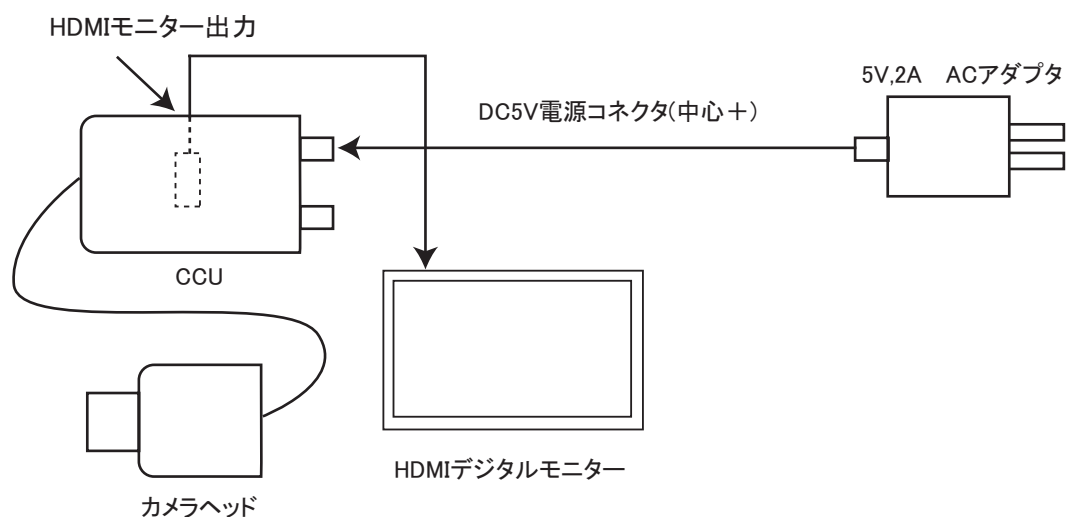 HDMIモニター出力
5V,2A ACアダプタ
DC5V電源コネクタ(中心＋)
CCU
HDMIデジタルモニター
カメラヘッド